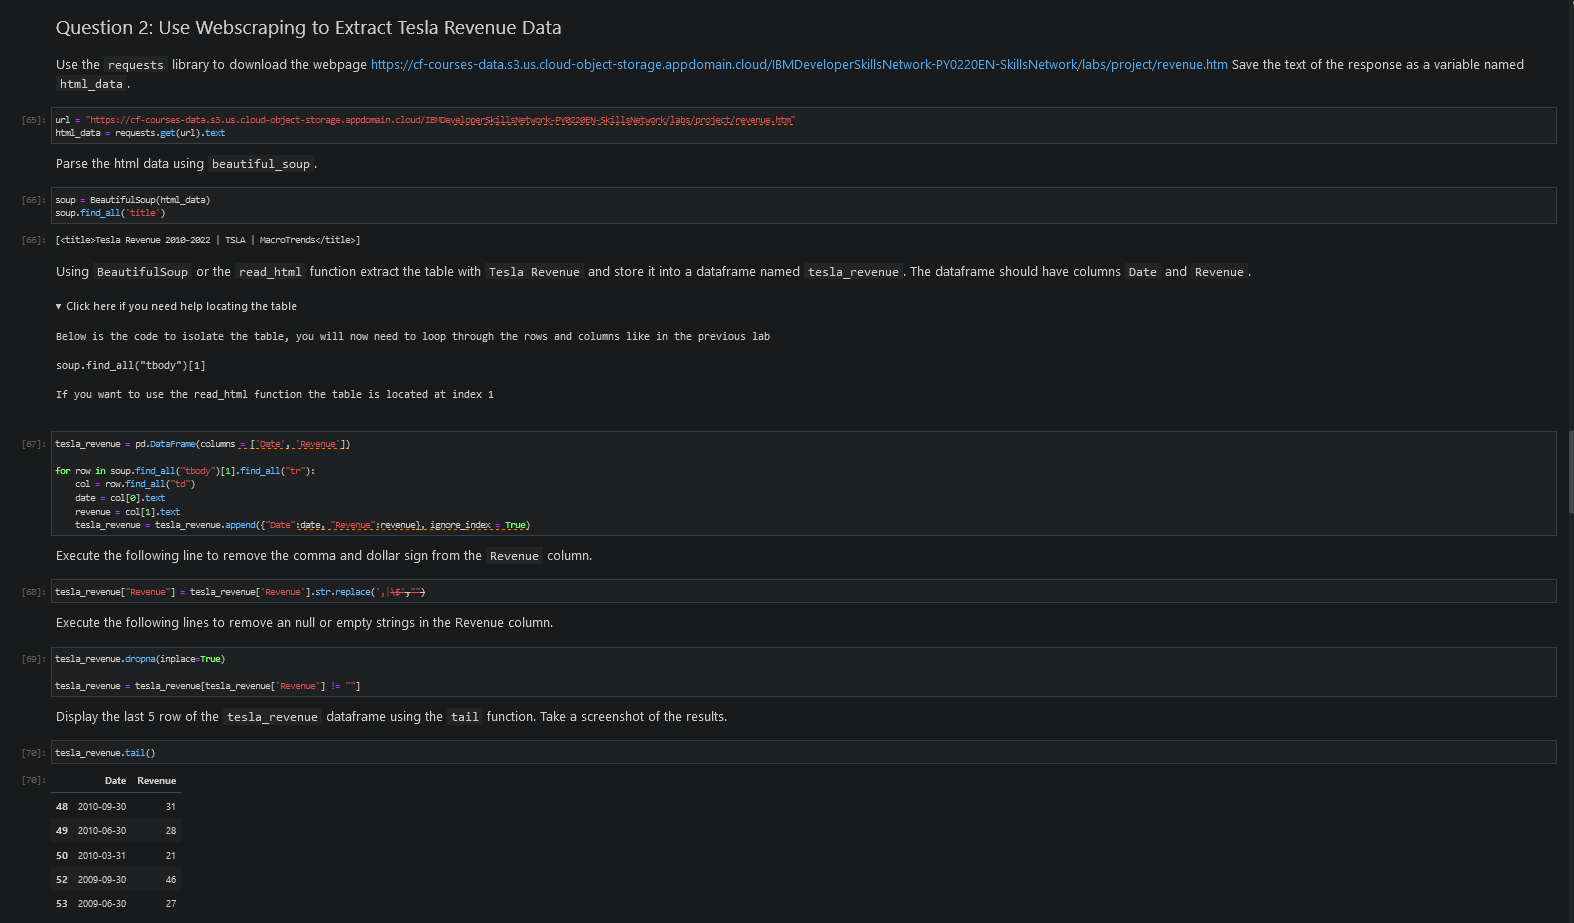 Question 2: Use Webscraping to Extract Tesla Revenue Data
Use the requests library to download the webpage https://cf-courses-data.s3.us.cloud-object-storage.appdomain.cloud/IBMDeveloperSkillsNetwork-PY0220EN-SkillsNetwork/labs/project/revenue.htm Save the text of the response as a variable named
html_data.
[65]: url = "https://cf-courses-data.s3.us.cloud-object-storage.appdomain.cloud/IBMDeveloperSkillsNetwork-PY0220EN-SkillsNetwork/labs/project/revenue.htm"
html_data = requests.get(url).text
Parse the html data using beautiful_soup.
[66]: soup = BeautifulSoup(html_data)
soup.find_all('title')
[66]: [<title>Tesla Revenue 2010-2022 | TSLA | MacroTrends</title>]
Using BeautifulSoup or the read_html function extract the table with Tesla Revenue and store it into a dataframe named tesla_revenue. The dataframe should have columns Date and Revenue.
▾ Click here if you need help locating the table
Below is the code to isolate the table, you will now need to loop through the rows and columns like in the previous lab
soup.find_all("tbody")[1]
If you want to use the read_html function the table is located at index 1
[67]: tesla_revenue = pd.DataFrame(columns = ['Date', 'Revenue'])
for row in soup.find_all("tbody")[1].find_all("tr"):
    col = row.find_all("td")
    date = col[0].text
    revenue = col[1].text
    tesla_revenue = tesla_revenue.append({"Date":date, "Revenue":revenue}, ignore_index = True)
Execute the following line to remove the comma and dollar sign from the Revenue column.
[68]: tesla_revenue["Revenue"] = tesla_revenue['Revenue'].str.replace(',|\$',"")
Execute the following lines to remove an null or empty strings in the Revenue column.
[69]: tesla_revenue.dropna(inplace=True)
tesla_revenue = tesla_revenue[tesla_revenue['Revenue'] != ""]
Display the last 5 row of the tesla_revenue dataframe using the tail function. Take a screenshot of the results.
[70]: tesla_revenue.tail()
[70]: Date Revenue
48 2010-09-30 31
49 2010-06-30 28
50 2010-03-31 21
52 2009-09-30 46
53 2009-06-30 27